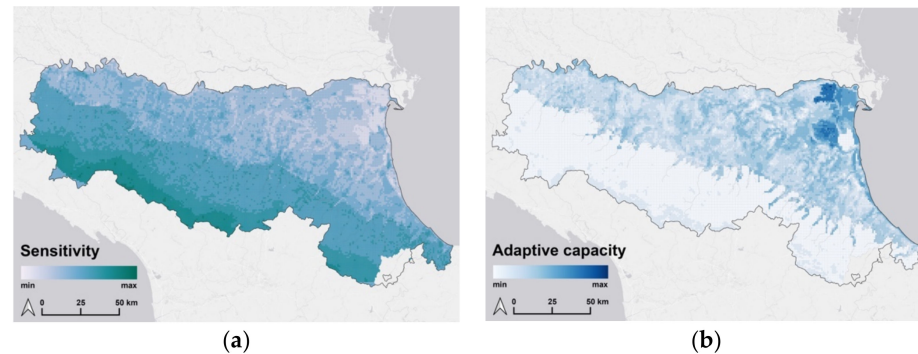 Sensitivity
min max
0 25 50 km
(a)
Adaptive capacity
min max
0 25 50 km
(b)